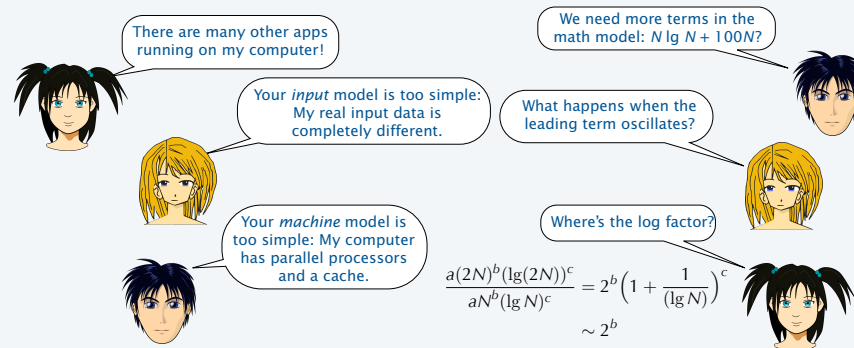 There are many other apps
running on my computer!
We need more terms in the
math model: N lg N + 100N?
Your input model is too simple:
My real input data is
completely different.
What happens when the
leading term oscillates?
Your machine model is
too simple: My computer
has parallel processors
and a cache.
Where's the log factor?
a(2N)^b(lg(2N))^c / aN^b(lg N)^c = 2^b(1 + 1/(lg N))^c
∼ 2^b